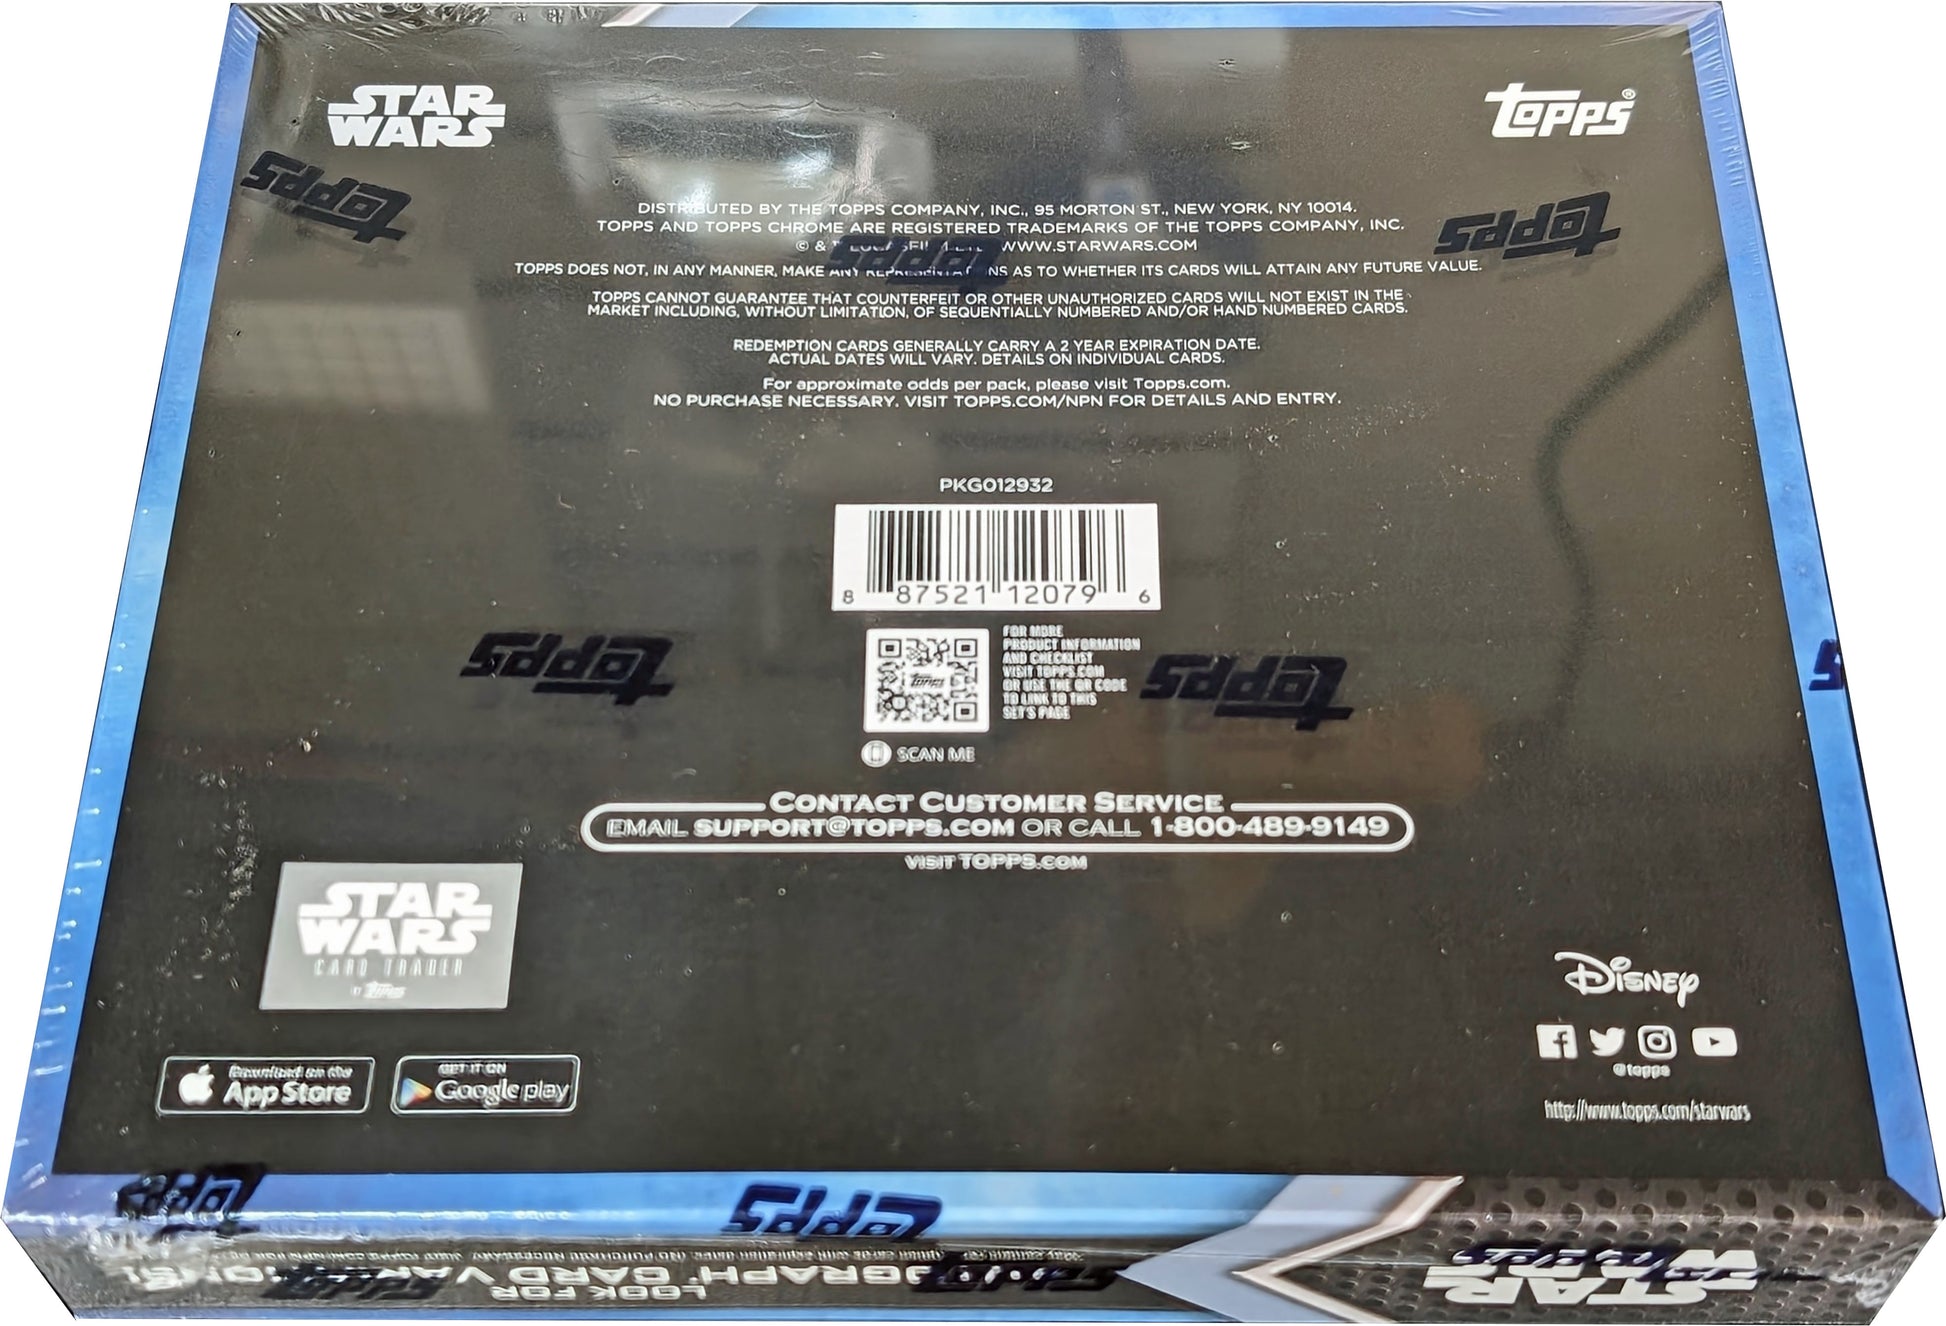 STAR WARS
TOPPS®
TOPPS
TOPPS
DISTRIBUTED BY THE TOPPS COMPANY, INC., 95 MORTON ST., NEW YORK, NY 10014.
TOPPS AND TOPPS CHROME ARE REGISTERED TRADEMARKS OF THE TOPPS COMPANY, INC.
© & WWW.STARWARS.COM
TOPPS
TOPPS DOES NOT, IN ANY MANNER, MAKE ANY REPRESENTATIONS AS TO WHETHER ITS CARDS WILL ATTAIN ANY FUTURE VALUE.
TOPPS CANNOT GUARANTEE THAT COUNTERFEIT OR OTHER UNAUTHORIZED CARDS WILL NOT EXIST IN THE
MARKET INCLUDING, WITHOUT LIMITATION, OF SEQUENTIALLY NUMBERED AND/OR HAND NUMBERED CARDS.
REDEMPTION CARDS GENERALLY CARRY A 2 YEAR EXPIRATION DATE.
ACTUAL DATES WILL VARY. DETAILS ON INDIVIDUAL CARDS.
For approximate odds per pack, please visit Topps.com.
NO PURCHASE NECESSARY. VISIT TOPPS.COM/NPN FOR DETAILS AND ENTRY.
PKG012932
8 87521 12079 6
TOPPS
FOR MORE
PRODUCT INFORMATION
AND CHECKLIST
VISIT TOPPS.COM
OR USE THE QR CODE
TO LINK TO THIS
SET'S PAGE
SCAN ME
TOPPS
TOPPS
CONTACT CUSTOMER SERVICE
EMAIL SUPPORT@TOPPS.COM OR CALL 1-800-489-9149
VISIT TOPPS.COM
STAR WARS
CARD TRADER
TOPPS
Download on the
App Store
GET IT ON
Google play
Disney
@topps
http://www.topps.com/starwars
TOPPS
TOPPS
LOOK FOR
STAR WARS